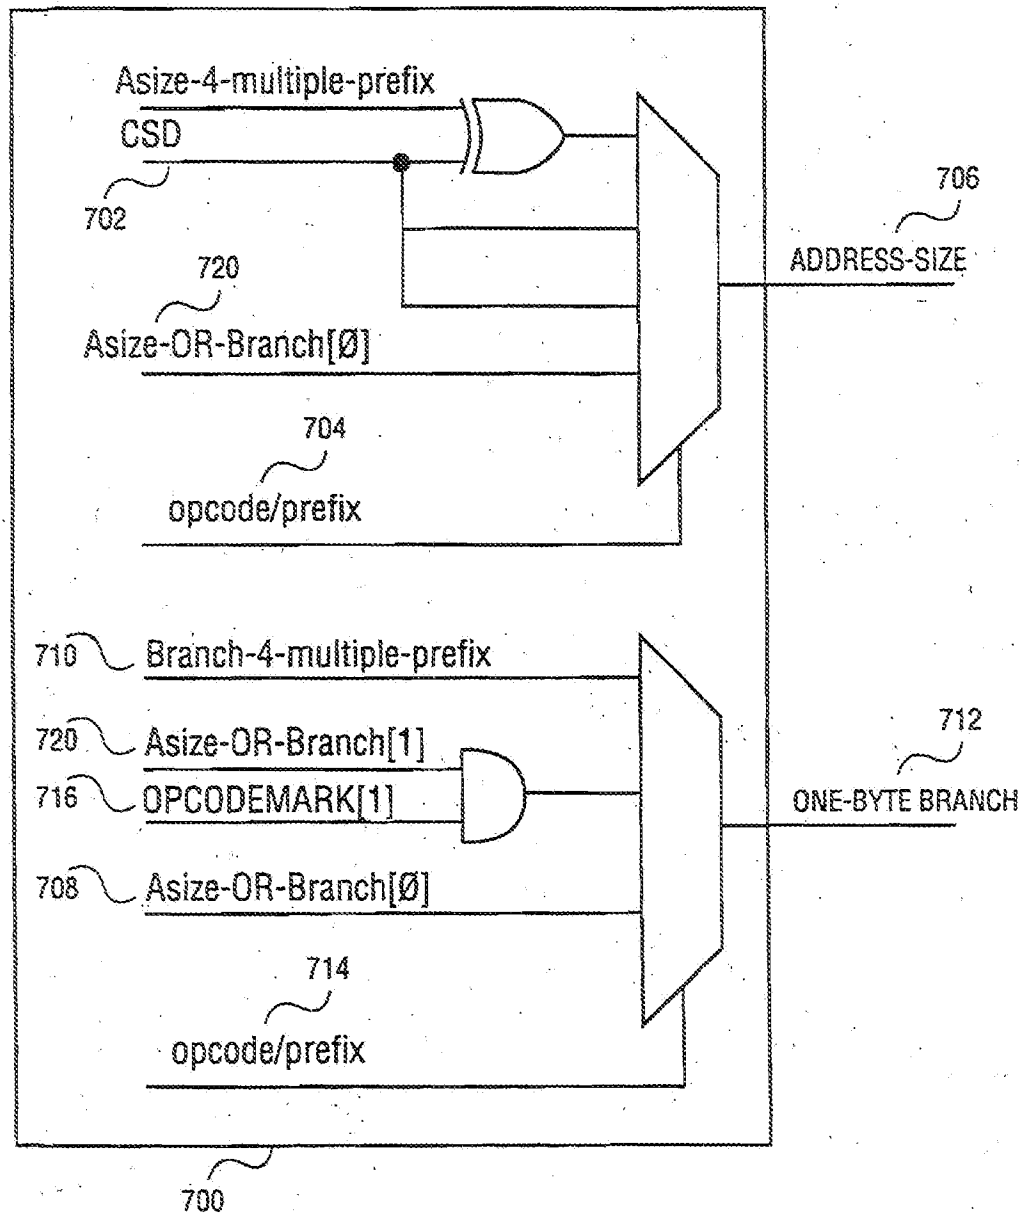 Asize-4-multiple-prefix
CSD
702
706
ADDRESS-SIZE
720
Asize-OR-Branch[Ø]
704
opcode/prefix
710
Branch-4-multiple-prefix
720
Asize-OR-Branch[1]
716
OPCODEMARK[1]
712
ONE-BYTE BRANCH
708
Asize-OR-Branch[Ø]
714
opcode/prefix
700